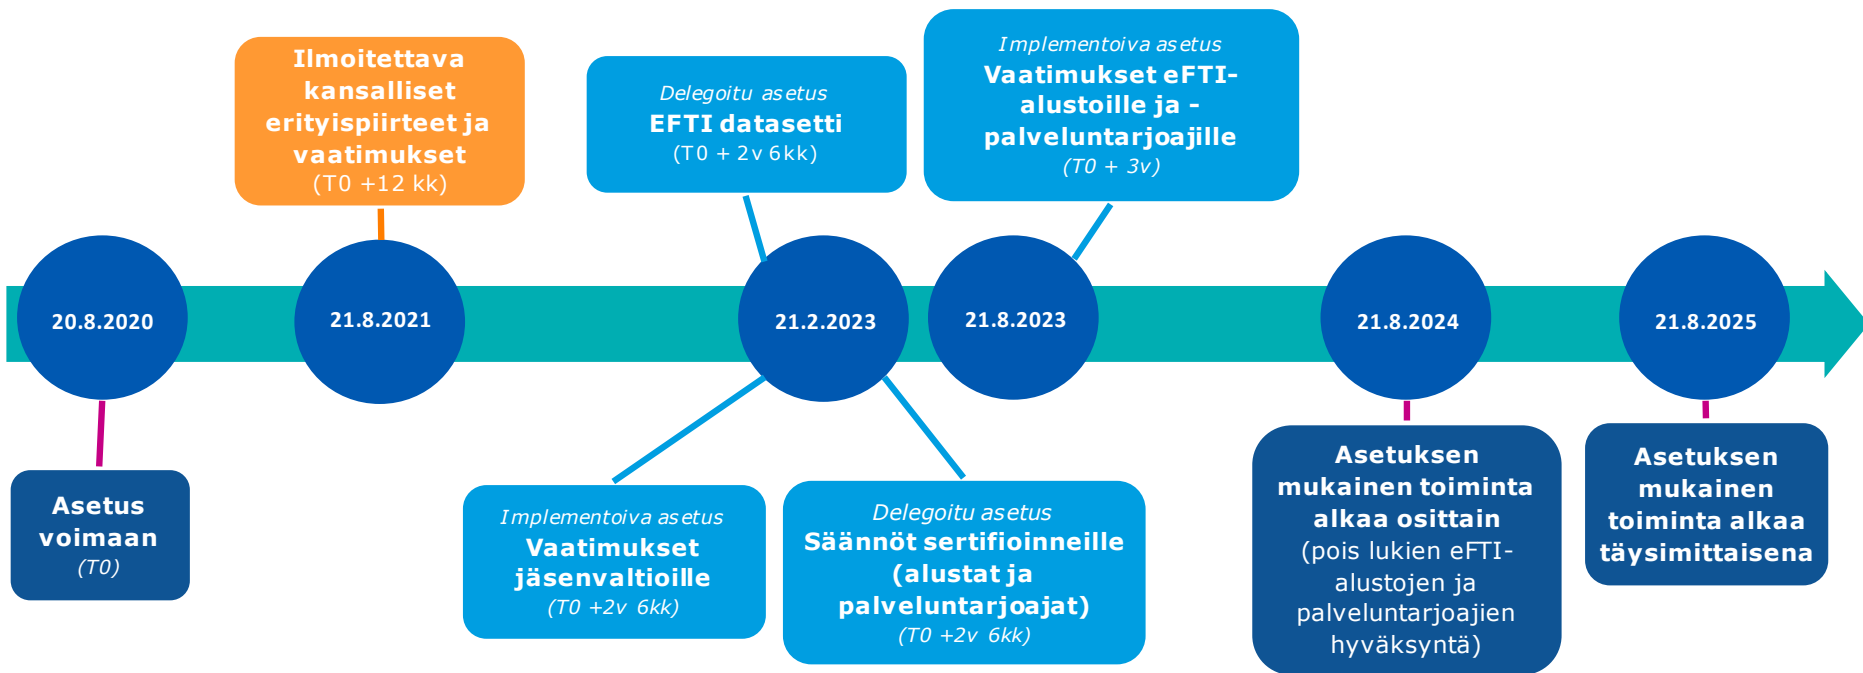 Ilmoitettava
kansalliset
erityispiirteet ja
vaatimukset
(T0 +12 kk)
Delegoitu asetus
EFTI datasetti
(T0 + 2v 6kk)
Implementoiva asetus
Vaatimukset eFTI-
alustoille ja -
palveluntarjoajille
(T0 + 3v)
20.8.2020
21.8.2021
21.2.2023
21.8.2023
21.8.2024
21.8.2025
Asetus
voimaan
(T0)
Implementoiva asetus
Vaatimukset
jäsenvaltioille
(T0 +2v 6kk)
Delegoitu asetus
Säännöt sertifioinneille
(alustat ja
palveluntarjoajat)
(T0 +2v 6kk)
Asetuksen
mukainen toiminta
alkaa osittain
(pois lukien eFTI-
alustojen ja
palveluntarjoajien
hyväksyntä)
Asetuksen
mukainen
toiminta alkaa
täysimittaisena